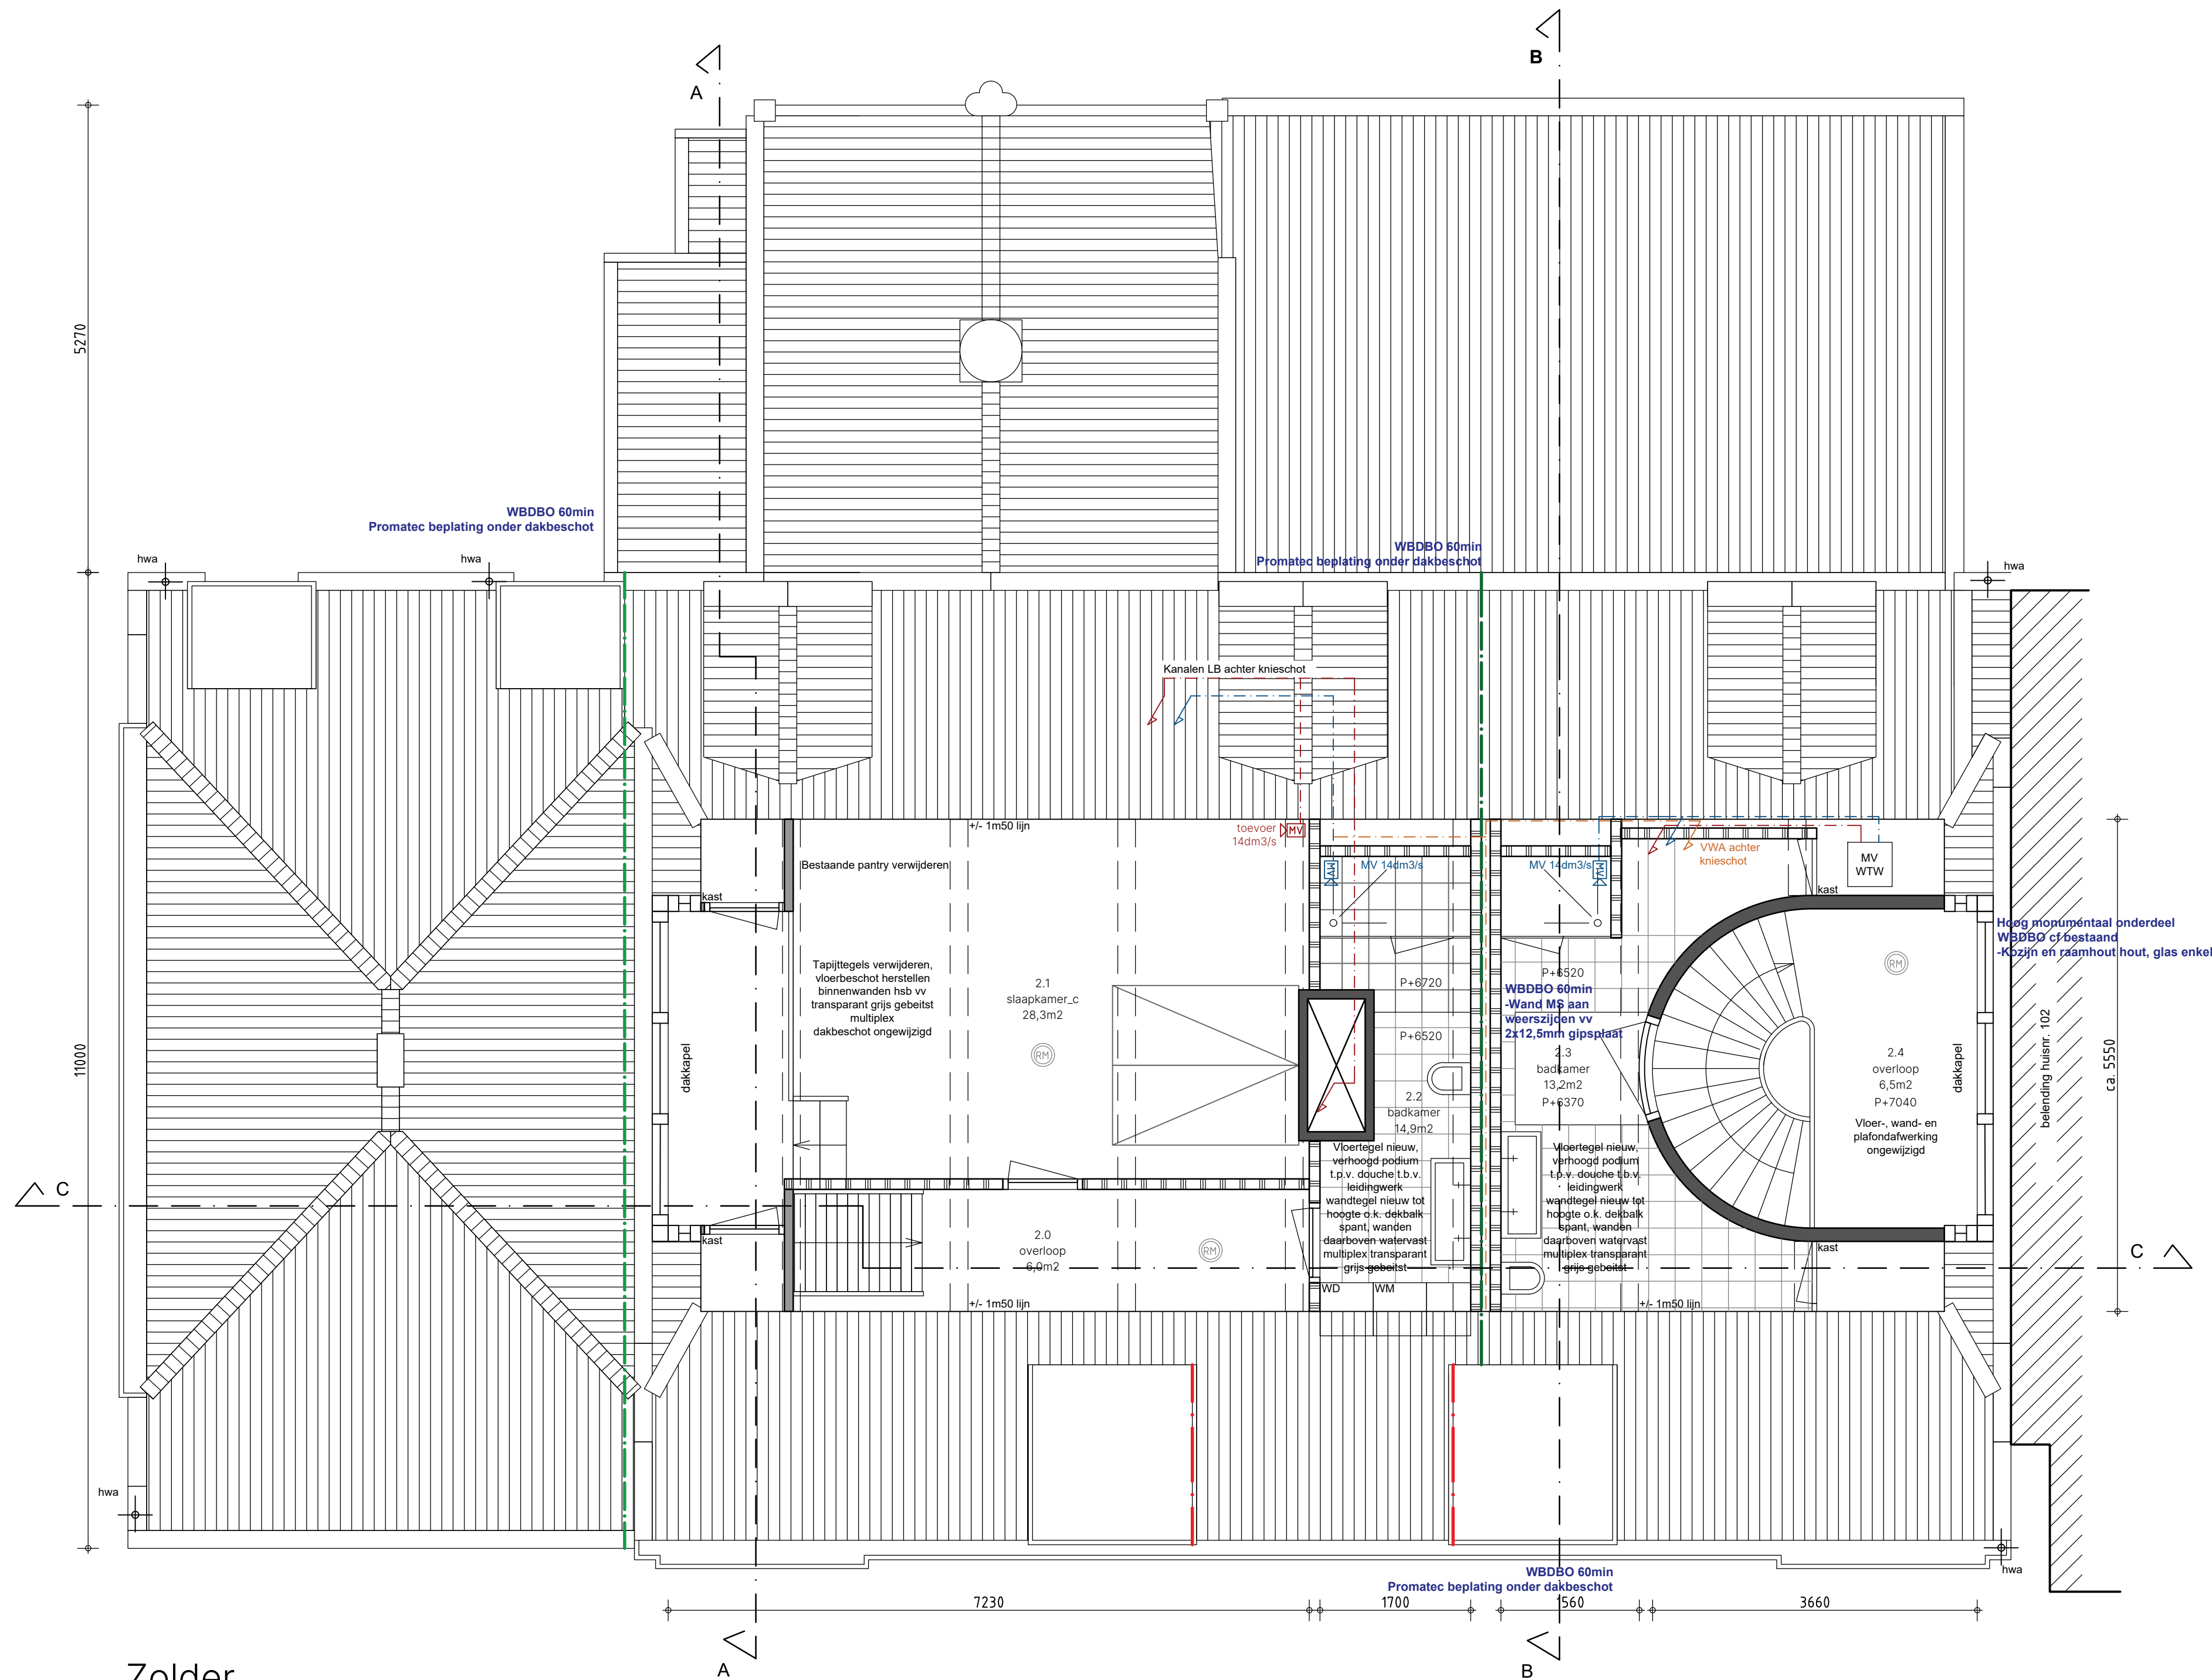 B
A
5270
WBDBO 60min
Promatec beplating onder dakbeschot
hwa
hwa
WBDBO 60min
Promatec beplating onder dakbeschot
hwa
Kanalen LB achter knieschot
+/- 1m50 lijn
toevoer
14dm3/s
MV
Bestaande pantry verwijderen
MV
MV 14dm3/s
MV 14dm3/s
MV
VWA achter
knieschot
MV
WTW
kast
kast
Hoog monumentaal onderdeel
WBDBO cf bestaand
-Kozijn en raamhout hout, glas enkel
Tapijttegels verwijderen,
vloerbeschot herstellen
binnenwanden hsb vv
transparant grijs gebeitst
multiplex
dakbeschot ongewijzigd
2.1
slaapkamer_c
28,3m2
RM
P+6720
P+6520
P+6520
WBDBO 60min
-Wand MS aan
weerszijden vv
2x12,5mm gipsplaat
2.3
badkamer
13,2m2
P+6370
RM
2.4
overloop
6,5m2
P+7040
Vloer-, wand- en
plafondafwerking
ongewijzigd
dakkapel
dakkapel
belending huisnr. 102
ca. 5550
11000
2.2
badkamer
14,9m2
Vloertegel nieuw,
verhoogd podium
t.p.v. douche t.b.v.
leidingwerk
wandtegel nieuw tot
hoogte o.k. dekbalk
spant, wanden
daarboven watervast
multiplex transparant
grijs gebeitst
Vloertegel nieuw,
verhoogd podium
t.p.v. douche t.b.v.
leidingwerk
wandtegel nieuw tot
hoogte o.k. dekbalk
spant, wanden
daarboven watervast
multiplex transparant
grijs gebeitst
C
kast
2.0
overloop
6,0m2
RM
kast
C
WD
WM
+/- 1m50 lijn
+/- 1m50 lijn
hwa
hwa
WBDBO 60min
Promatec beplating onder dakbeschot
7230
1700
1560
3660
A
B
Zolder